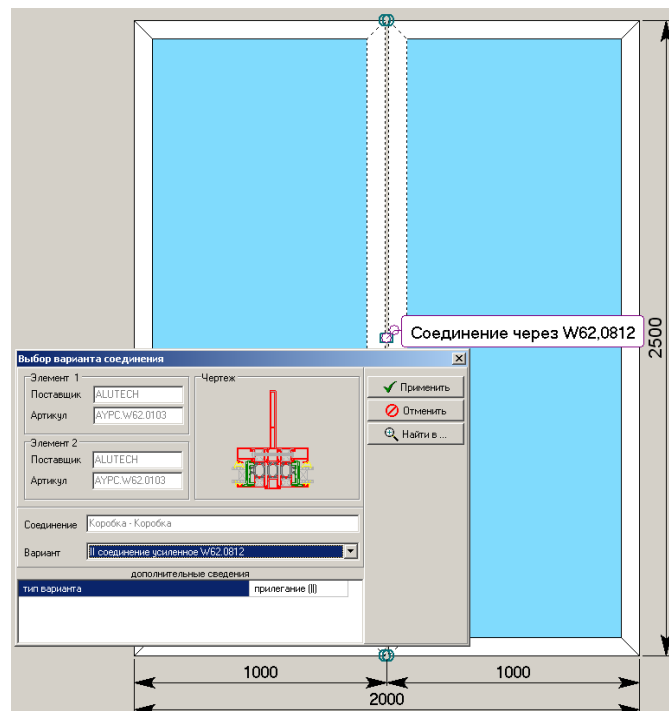 Соединение через W62,0812
2500
Выбор варианта соединения
Элемент 1
Поставщик ALUTECH
Артикул AYPC.W62.0103
Элемент 2
Поставщик ALUTECH
Артикул AYPC.W62.0103
Чертеж
Применить
Отменить
Найти в ...
Соединение Коробка - Коробка
Вариант II соединение усиленное W62.0812
дополнительные сведения
тип варианта прилегание (II)
1000 1000
2000